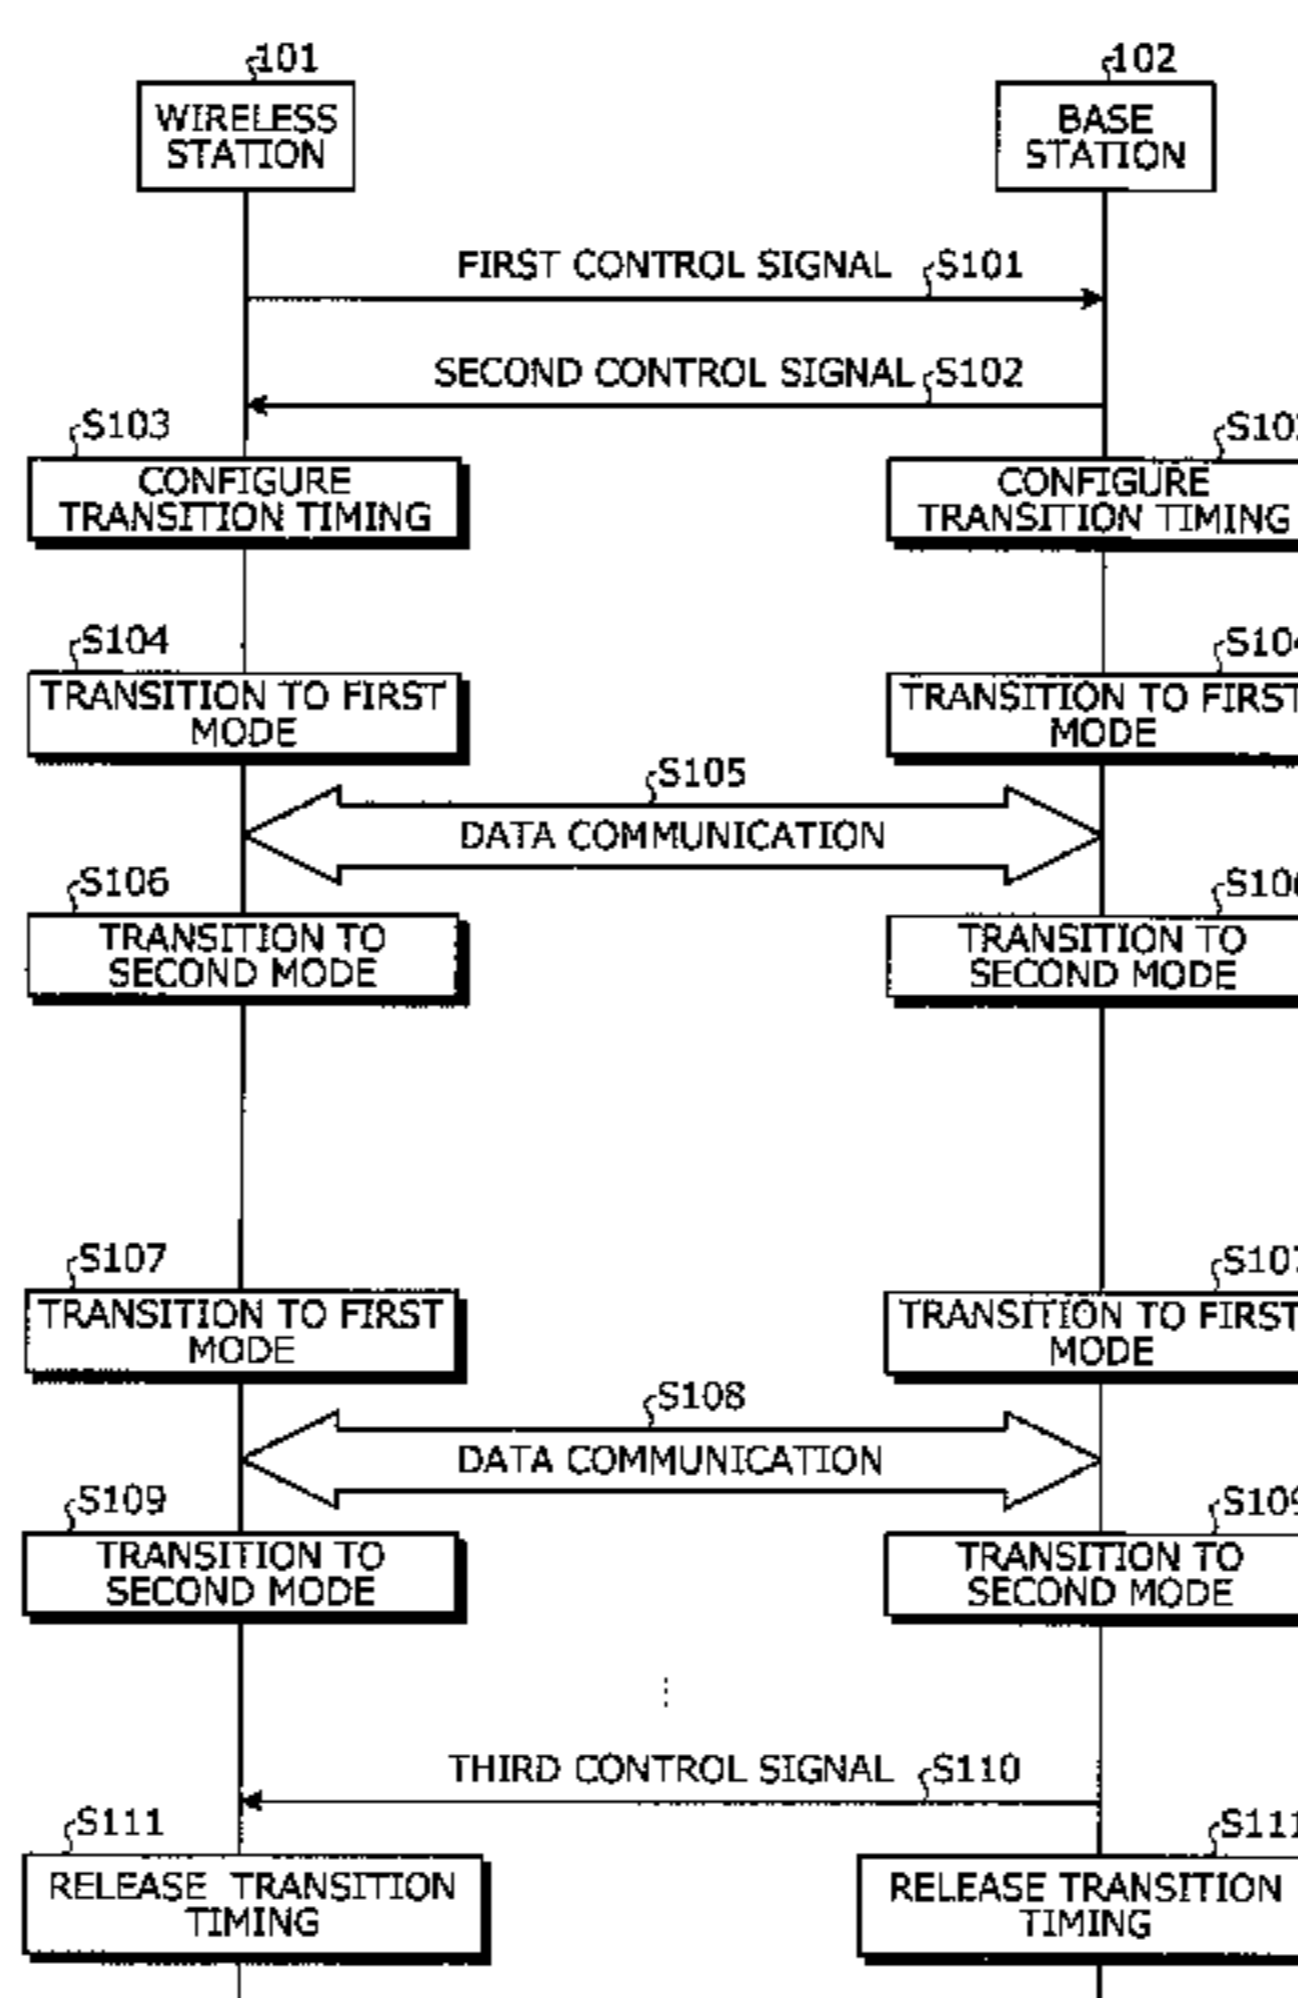 101
102
WIRELESS
STATION
BASE
STATION
FIRST CONTROL SIGNAL S101
SECOND CONTROL SIGNAL S102
S103
CONFIGURE
TRANSITION TIMING
CONFIGURE
TRANSITION TIMING
S104
TRANSITION TO FIRST
MODE
TRANSITION TO FIRST
MODE
S105
DATA COMMUNICATION
S106
TRANSITION TO
SECOND MODE
TRANSITION TO
SECOND MODE
S107
TRANSITION TO FIRST
MODE
TRANSITION TO FIRST
MODE
S108
DATA COMMUNICATION
S109
S109
TRANSITION TO
SECOND MODE
TRANSITION TO
SECOND MODE
THIRD CONTROL SIGNAL S110
S111
S111
RELEASE TRANSITION
TIMING
RELEASE TRANSITION
TIMING